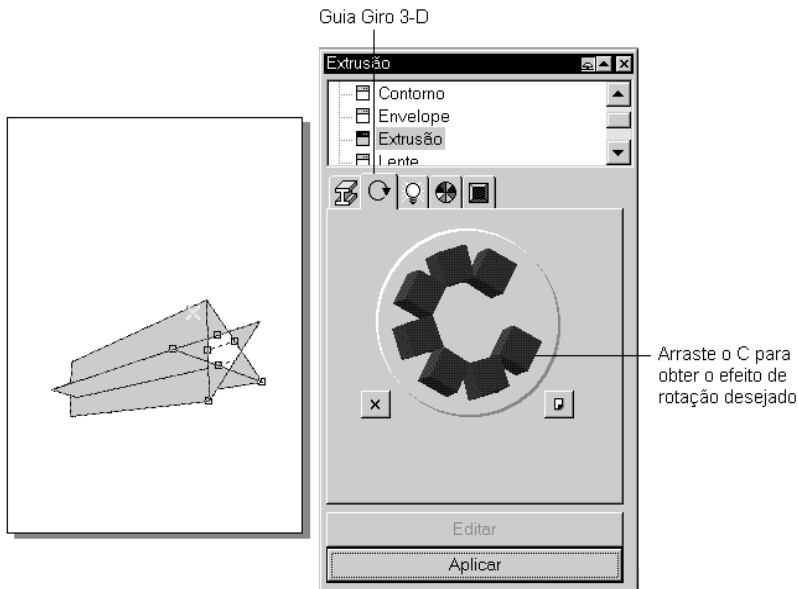 Guia Giro 3-D
Extrusão
Contorno
Envelope
Extrusão
Lente
Arraste o C para
obter o efeito de
rotação desejado
Editar
Aplicar